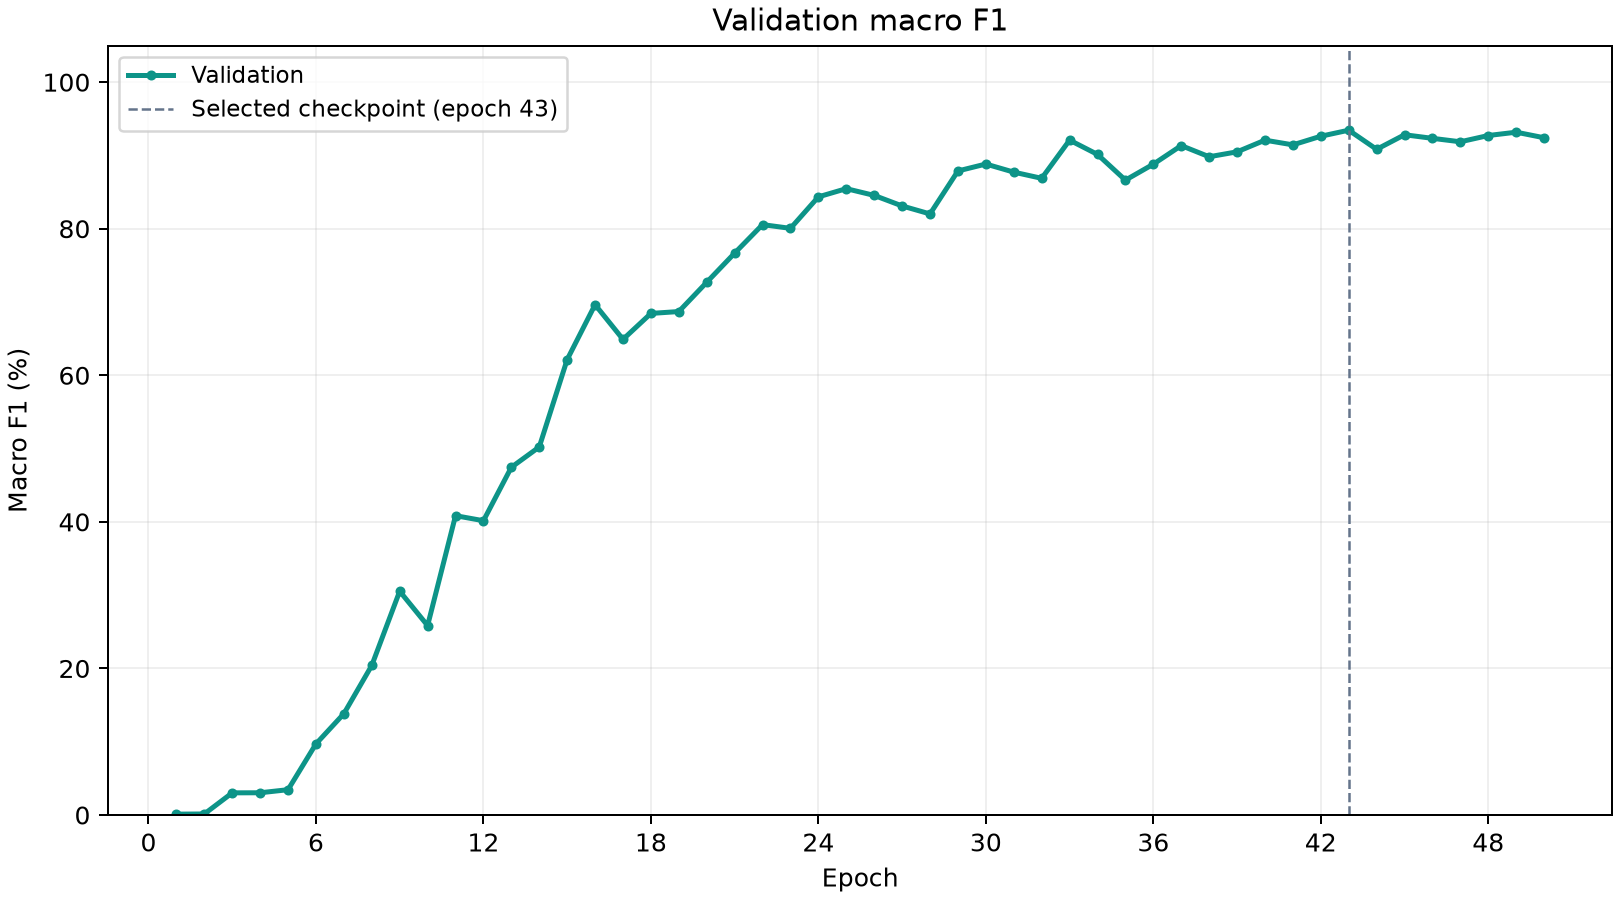 Validation macro F1
Validation
Selected checkpoint (epoch 43)
Macro F1 (%)
100
80
60
40
20
0
0 6 12 18 24 30 36 42 48
Epoch